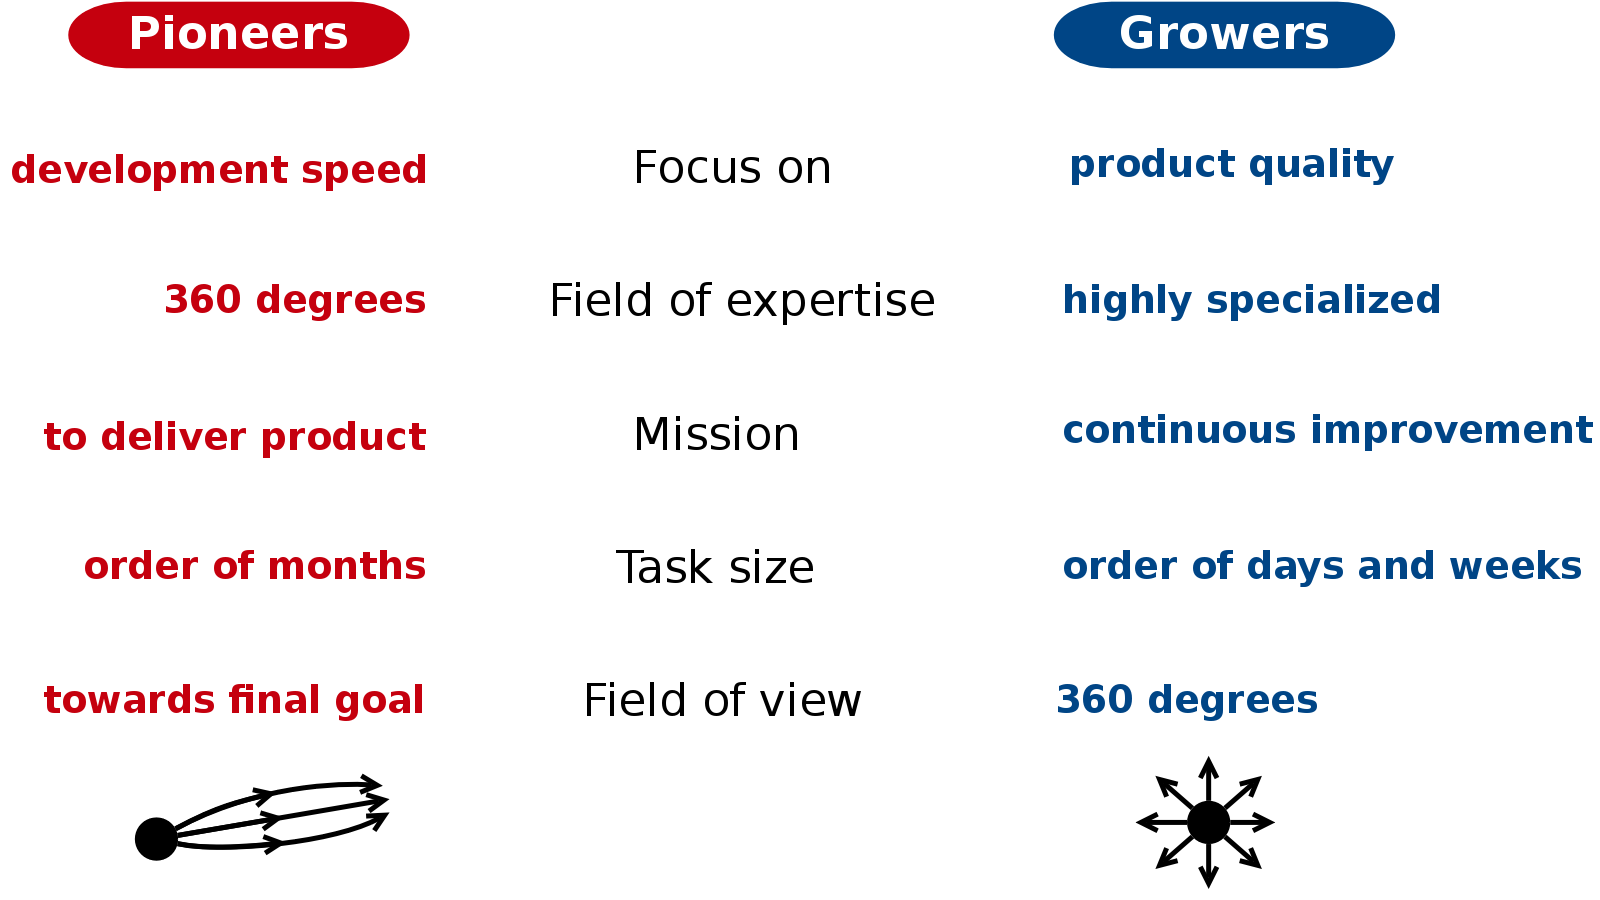 Pioneers Growers
development speed Focus on product quality
360 degrees Field of expertise highly specialized
to deliver product Mission continuous improvement
order of months Task size order of days and weeks
towards final goal Field of view 360 degrees